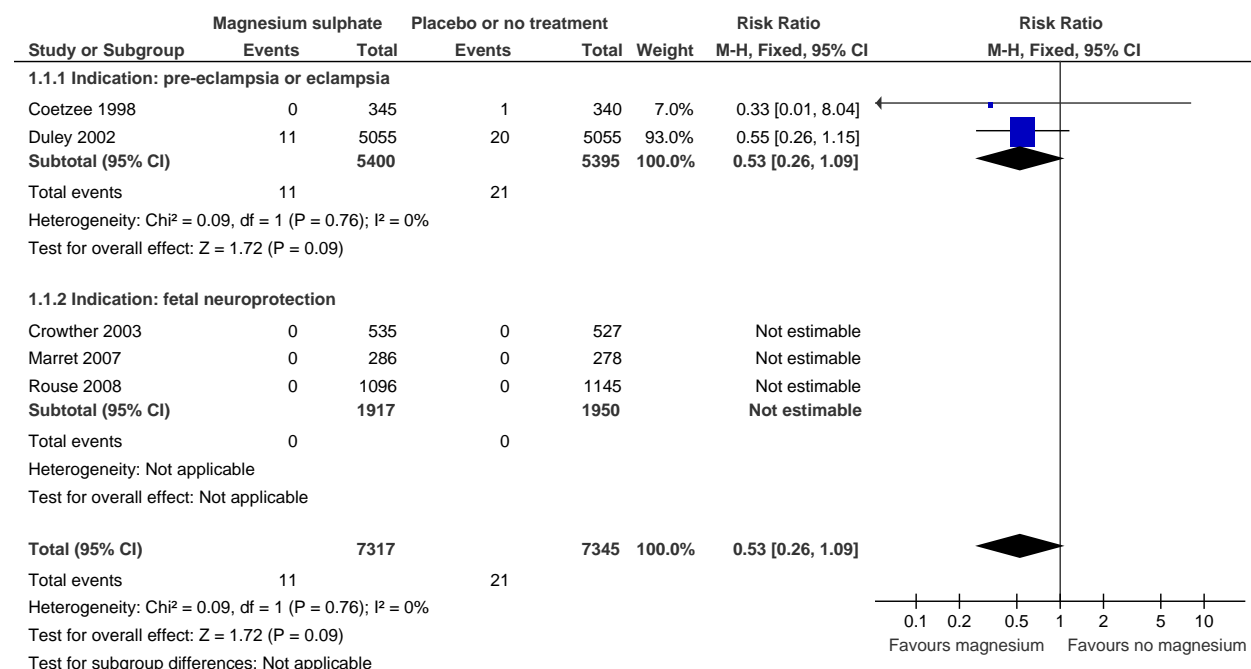 Magnesium sulphate Placebo or no treatment Risk Ratio Risk Ratio
Study or Subgroup Events Total Events Total Weight M-H, Fixed, 95% CI M-H, Fixed, 95% CI
1.1.1 Indication: pre-eclampsia or eclampsia
Coetzee 1998 0 345 1 340 7.0% 0.33 [0.01, 8.04]
Duley 2002 11 5055 20 5055 93.0% 0.55 [0.26, 1.15]
Subtotal (95% CI) 5400 5395 100.0% 0.53 [0.26, 1.09]
Total events 11 21
Heterogeneity: Chi² = 0.09, df = 1 (P = 0.76); I² = 0%
Test for overall effect: Z = 1.72 (P = 0.09)
1.1.2 Indication: fetal neuroprotection
Crowther 2003 0 535 0 527 Not estimable
Marret 2007 0 286 0 278 Not estimable
Rouse 2008 0 1096 0 1145 Not estimable
Subtotal (95% CI) 1917 1950 Not estimable
Total events 0 0
Heterogeneity: Not applicable
Test for overall effect: Not applicable
Total (95% CI) 7317 7345 100.0% 0.53 [0.26, 1.09]
Total events 11 21
Heterogeneity: Chi² = 0.09, df = 1 (P = 0.76); I² = 0%
Test for overall effect: Z = 1.72 (P = 0.09)
Test for subgroup differences: Not applicable
0.1 0.2 0.5 1 2 5 10
Favours magnesium Favours no magnesium